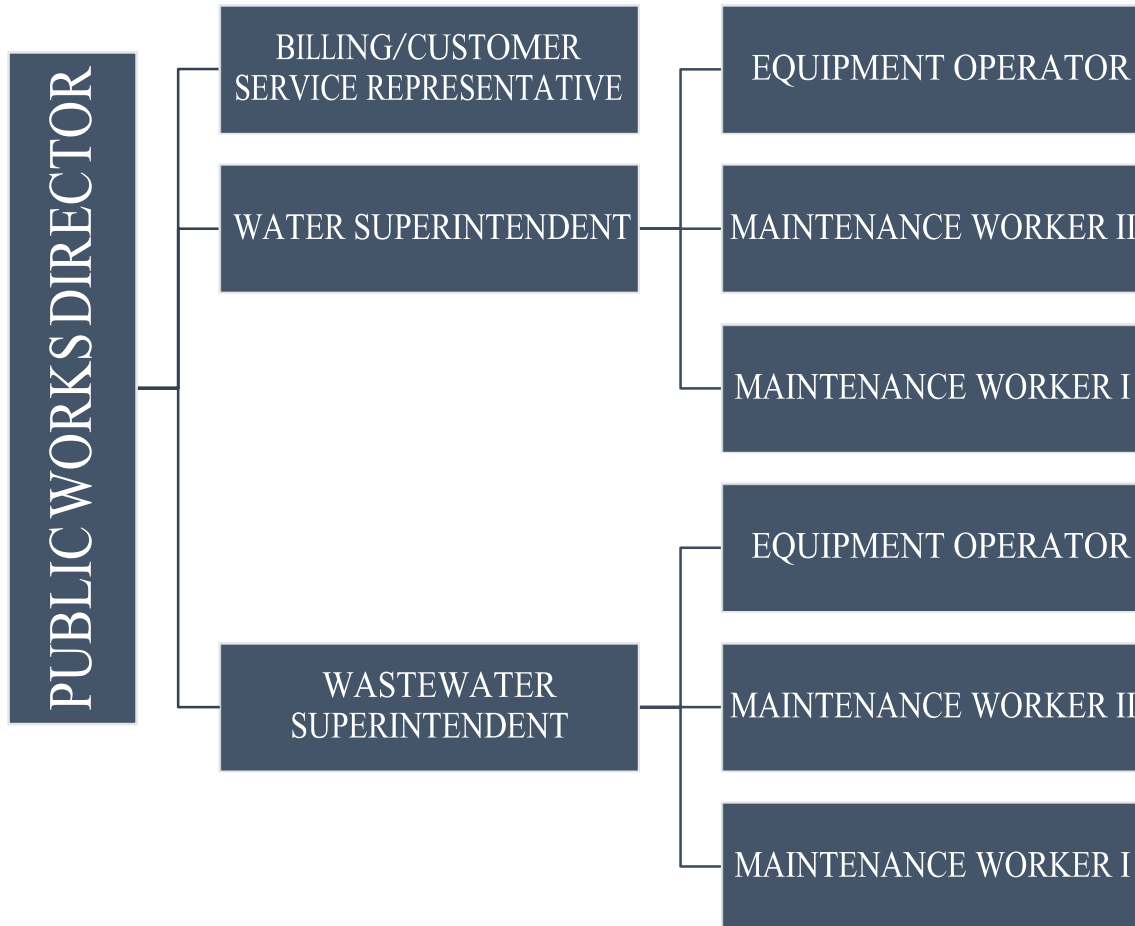 PUBLIC WORKS DIRECTOR
BILLING/CUSTOMER
SERVICE REPRESENTATIVE
WATER SUPERINTENDENT
EQUIPMENT OPERATOR
MAINTENANCE WORKER II
MAINTENANCE WORKER I
WASTEWATER
SUPERINTENDENT
EQUIPMENT OPERATOR
MAINTENANCE WORKER II
MAINTENANCE WORKER I